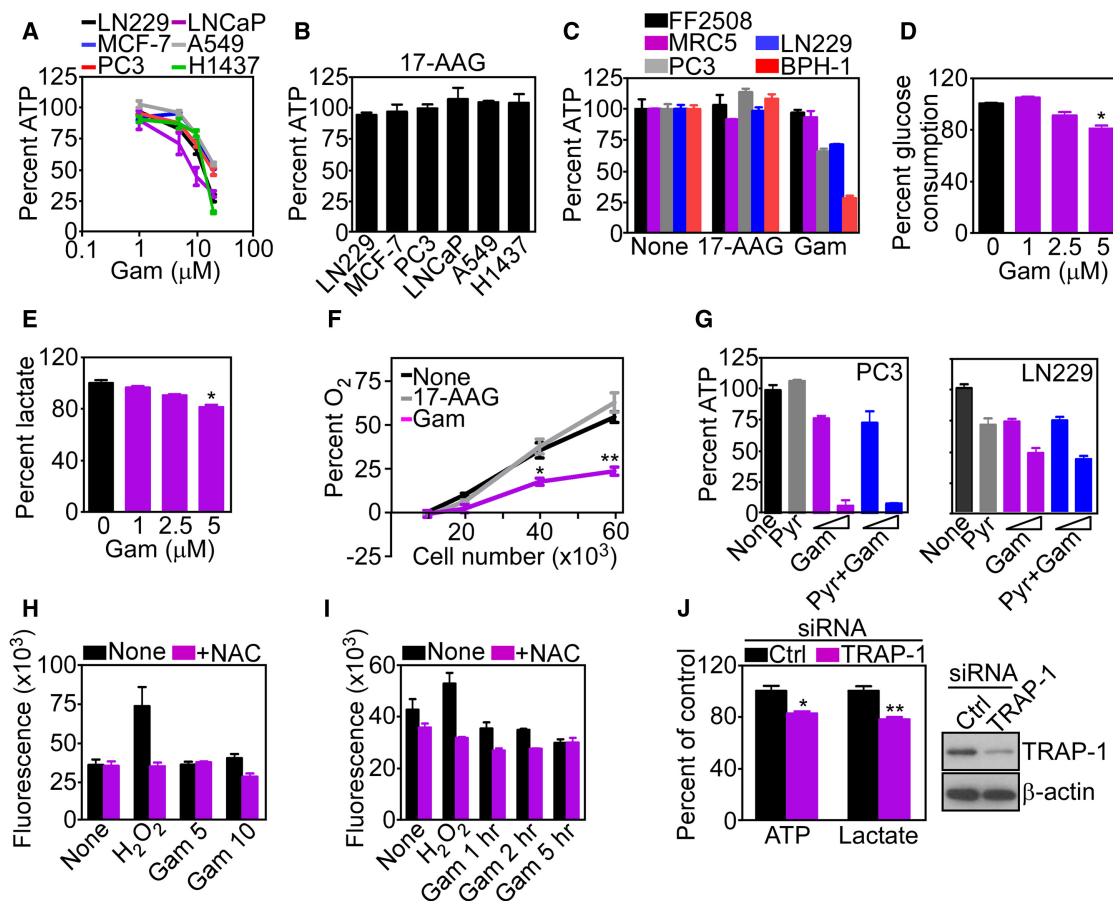 A
LN229 LNCaP
MCF-7 A549
PC3 H1437
Percent ATP
125
100
75
50
25
0
0.1 1 10 100
Gam (μM)
B
17-AAG
Percent ATP
125
100
75
50
25
0
LN229 MCF-7 PC3 LNCaP A549 H1437
C
FF2508
MRC5 LN229
PC3 BPH-1
Percent ATP
125
100
75
50
25
0
None 17-AAG Gam
D
Percent glucose
consumption
120
80
40
0
0 1 2.5 5
Gam (μM)
*
E
Percent lactate
120
80
40
0
0 1 2.5 5
Gam (μM)
*
F
None
17-AAG
Gam
Percent O2
75
50
25
0
-25
20 40 60
Cell number (x10³)
* **
G
PC3
LN229
Percent ATP
125
100
75
50
25
0
None Pyr Gam Pyr+Gam
None Pyr Gam Pyr+Gam
H
None +NAC
Fluorescence (x10³)
100
75
50
25
0
None H2O2 Gam 5 Gam 10
I
None +NAC
Fluorescence (x10³)
60
40
20
0
None H2O2 Gam 1 hr Gam 2 hr Gam 5 hr
J
siRNA
Ctrl TRAP-1
Percent of control
120
80
40
0
* **
ATP Lactate
siRNA
Ctrl TRAP-1
TRAP-1
β-actin